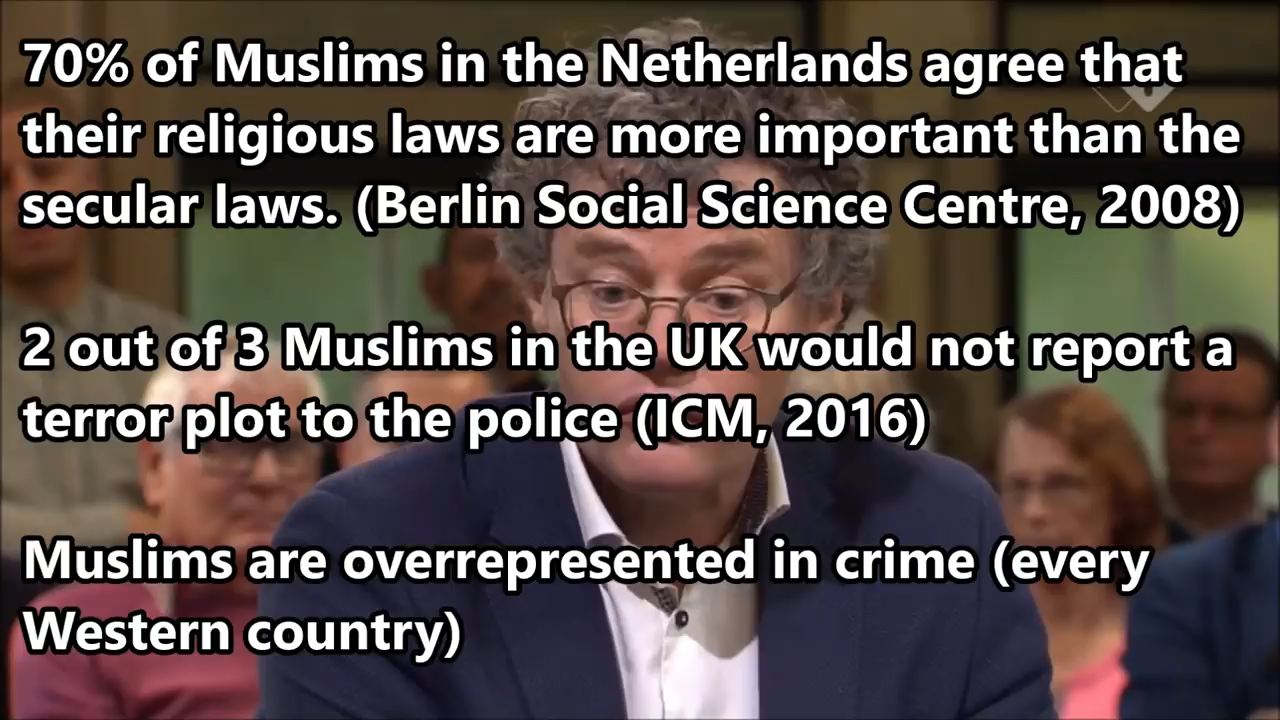 70% of Muslims in the Netherlands agree that
their religious laws are more important than the
secular laws. (Berlin Social Science Centre, 2008)
2 out of 3 Muslims in the UK would not report a
terror plot to the police (ICM, 2016)
Muslims are overrepresented in crime (every
Western country)